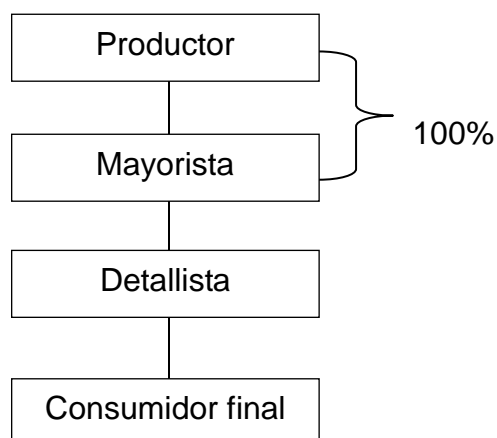 Productor
100%
Mayorista
Detallista
Consumidor final